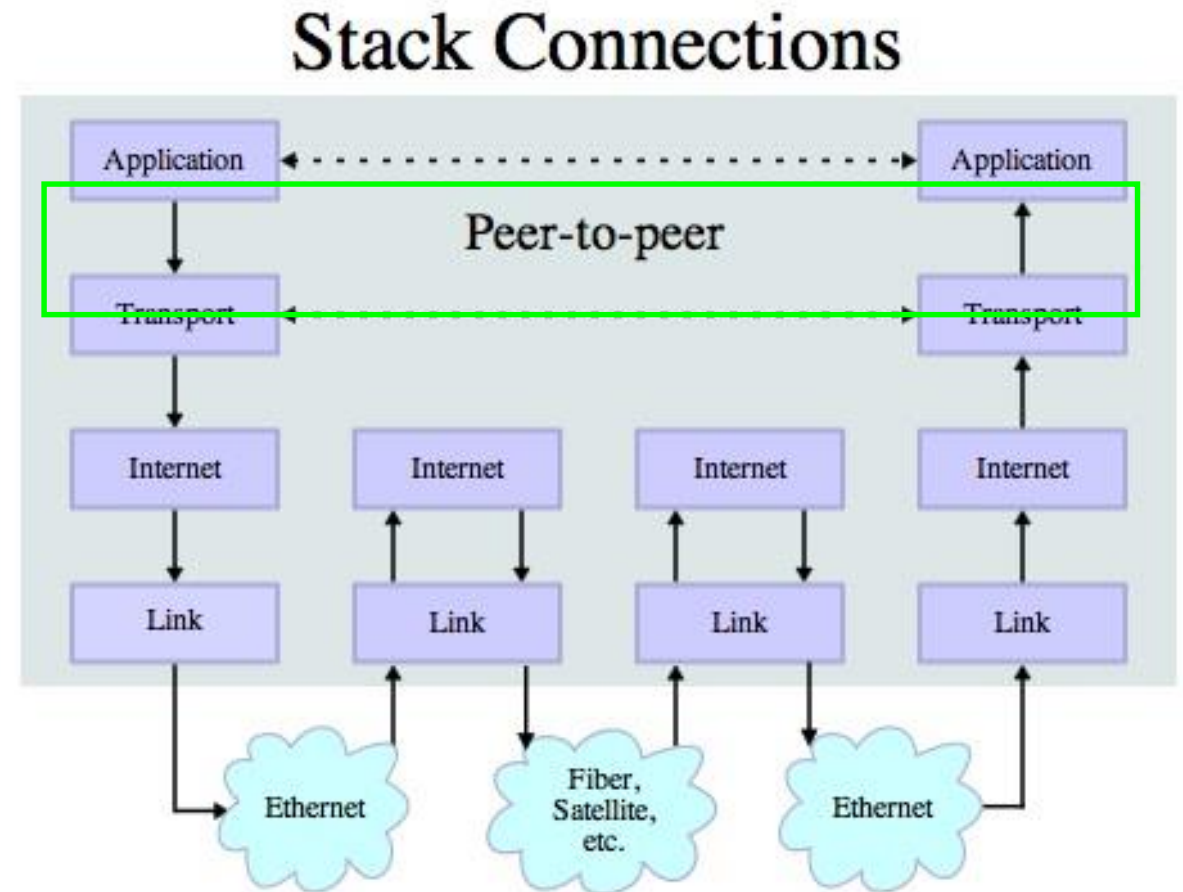 Stack Connections
Application
Application
Peer-to-peer
Transport
Transport
Internet
Internet
Internet
Internet
Link
Link
Link
Link
Ethernet
Fiber,
Satellite,
etc.
Ethernet